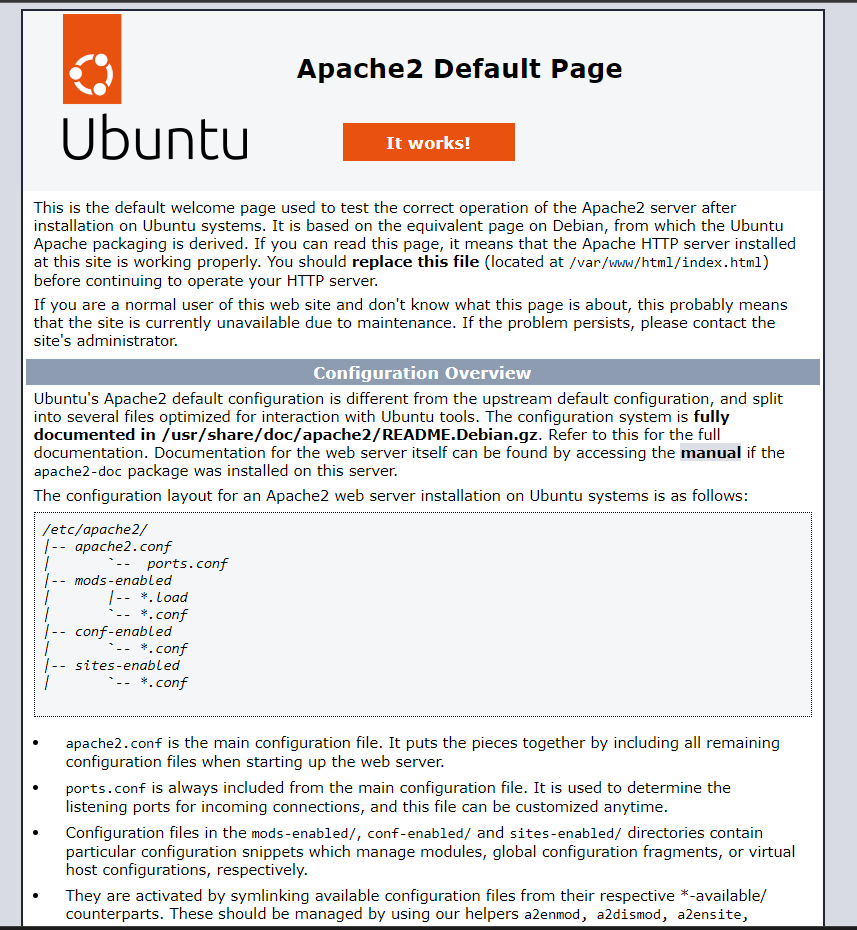 Apache2 Default Page
Ubuntu
It works!
This is the default welcome page used to test the correct operation of the Apache2 server after
installation on Ubuntu systems. It is based on the equivalent page on Debian, from which the Ubuntu
Apache packaging is derived. If you can read this page, it means that the Apache HTTP server installed
at this site is working properly. You should replace this file (located at /var/www/html/index.html)
before continuing to operate your HTTP server.
If you are a normal user of this web site and don't know what this page is about, this probably means
that the site is currently unavailable due to maintenance. If the problem persists, please contact the
site's administrator.
Configuration Overview
Ubuntu's Apache2 default configuration is different from the upstream default configuration, and split
into several files optimized for interaction with Ubuntu tools. The configuration system is fully
documented in /usr/share/doc/apache2/README.Debian.gz. Refer to this for the full
documentation. Documentation for the web server itself can be found by accessing the manual if the
apache2-doc package was installed on this server.
The configuration layout for an Apache2 web server installation on Ubuntu systems is as follows:
/etc/apache2/
|-- apache2.conf
|       `--  ports.conf
|-- mods-enabled
|       |-- *.load
|       `-- *.conf
|-- conf-enabled
|       `-- *.conf
|-- sites-enabled
|       `-- *.conf
• apache2.conf is the main configuration file. It puts the pieces together by including all remaining
configuration files when starting up the web server.
• ports.conf is always included from the main configuration file. It is used to determine the
listening ports for incoming connections, and this file can be customized anytime.
• Configuration files in the mods-enabled/, conf-enabled/ and sites-enabled/ directories contain
particular configuration snippets which manage modules, global configuration fragments, or virtual
host configurations, respectively.
• They are activated by symlinking available configuration files from their respective *-available/
counterparts. These should be managed by using our helpers a2enmod, a2dismod, a2ensite,